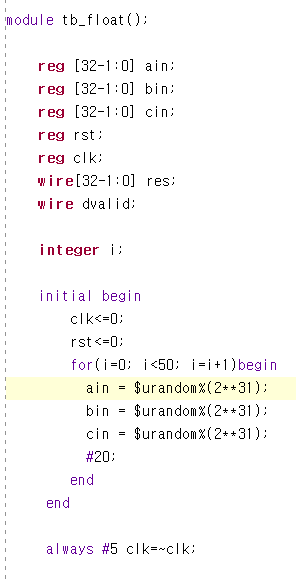 module tb_float();
reg [32-1:0] ain;
reg [32-1:0] bin;
reg [32-1:0] cin;
reg rst;
reg clk;
wire[32-1:0] res;
wire dvalid;
integer i;
initial begin
clk<=0;
rst<=0;
for(i=0; i<50; i=i+1)begin
ain = $urandom%(2**31);
bin = $urandom%(2**31);
cin = $urandom%(2**31);
#20;
end
end
always #5 clk=~clk;